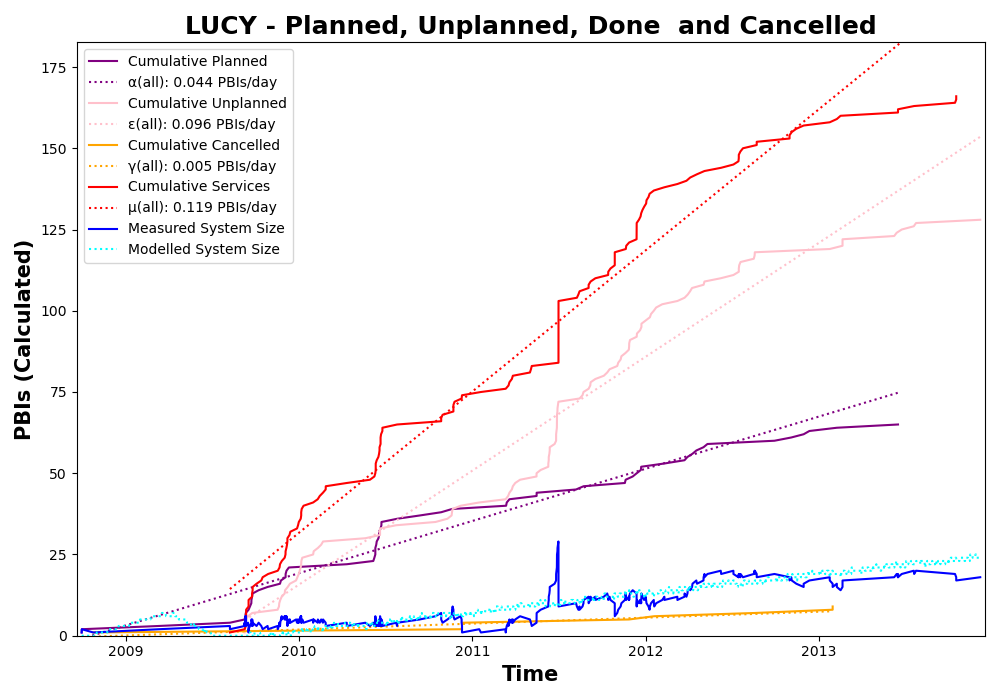 LUCY - Planned, Unplanned, Done  and Cancelled
Cumulative Planned
α(all): 0.044 PBIs/day
Cumulative Unplanned
ε(all): 0.096 PBIs/day
Cumulative Cancelled
γ(all): 0.005 PBIs/day
Cumulative Services
μ(all): 0.119 PBIs/day
Measured System Size
Modelled System Size
PBIs (Calculated)
175
150
125
100
75
50
25
0
2009 2010 2011 2012 2013
Time